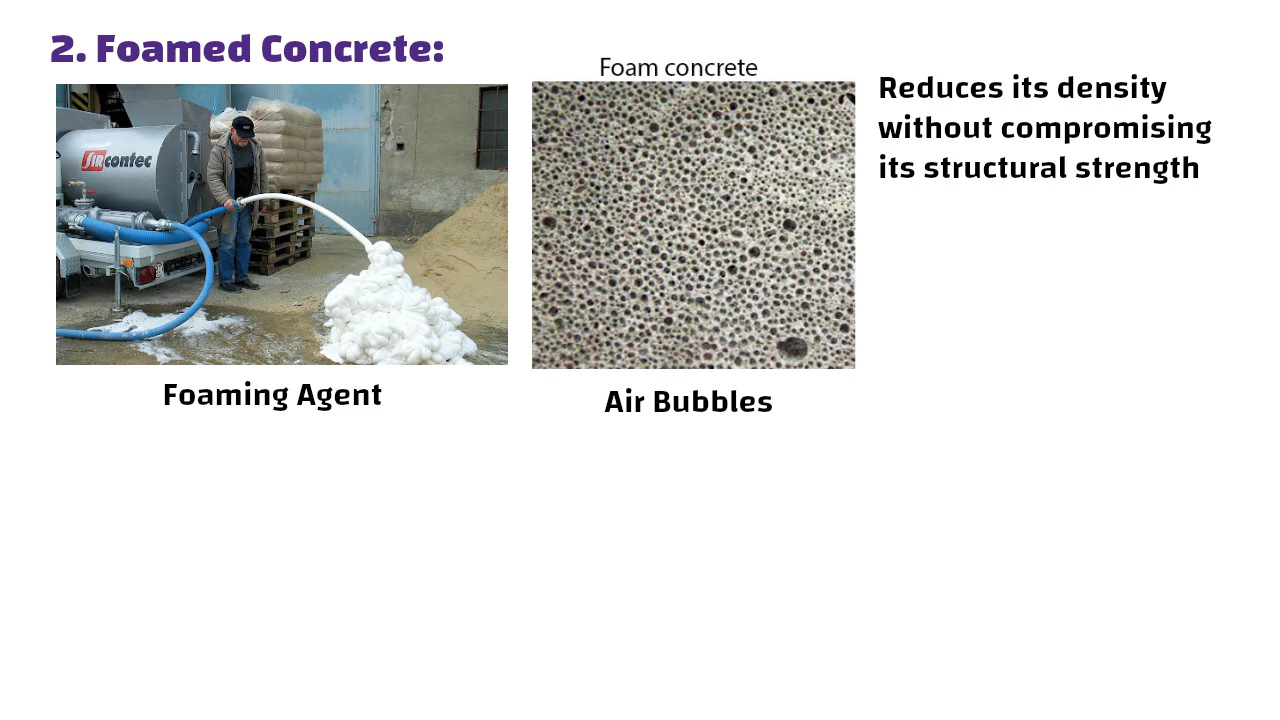 2. Foamed Concrete:
Foam concrete
Reduces its density
without compromising
its structural strength
SIRcontec
Foaming Agent
Air Bubbles